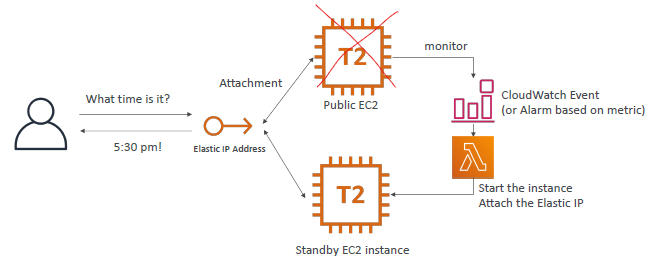 T2
monitor
Attachment
CloudWatch Event
(or Alarm based on metric)
What time is it?
Public EC2
5:30 pm!
Elastic IP Address
T2
Start the instance
Attach the Elastic IP
Standby EC2 instance